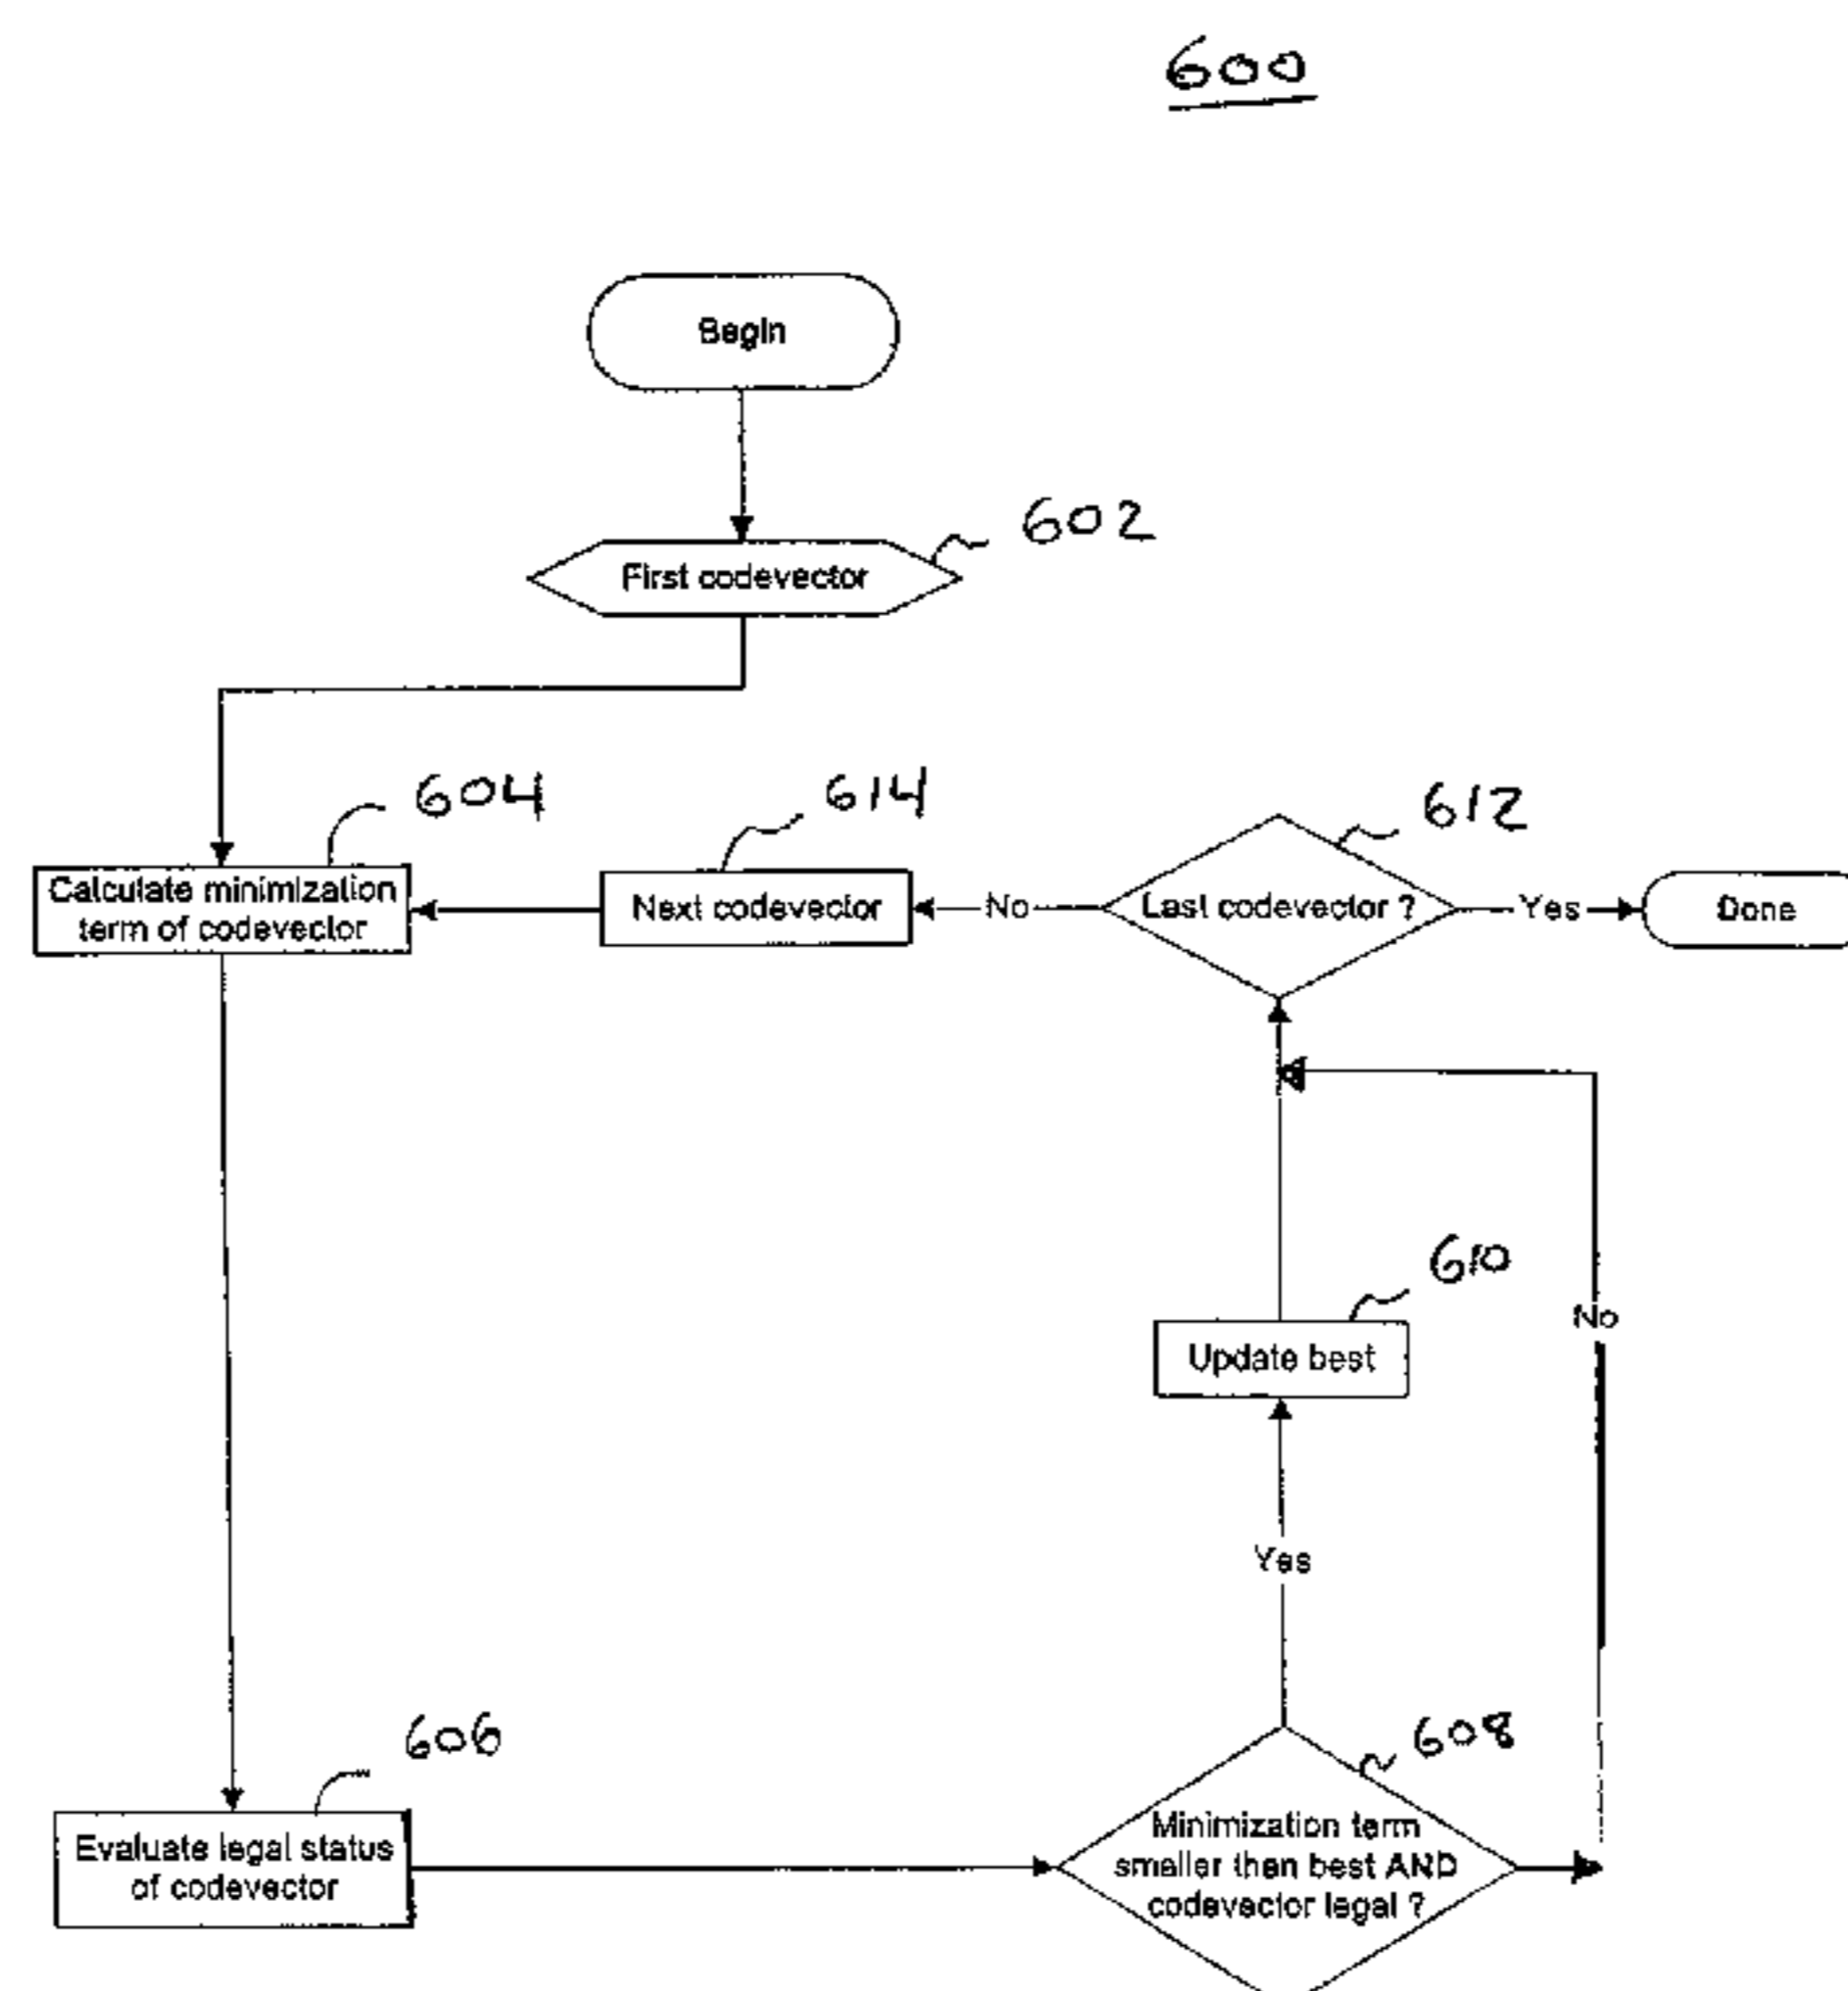 600
Begin
602
First codevector
604
614
612
Calculate minimization
term of codevector
Next codevector
No
Last codevector ?
Yes
Done
610
No
Update best
Yes
606
608
Evaluate legal status
of codevector
Minimization term
smaller than best AND
codevector legal ?